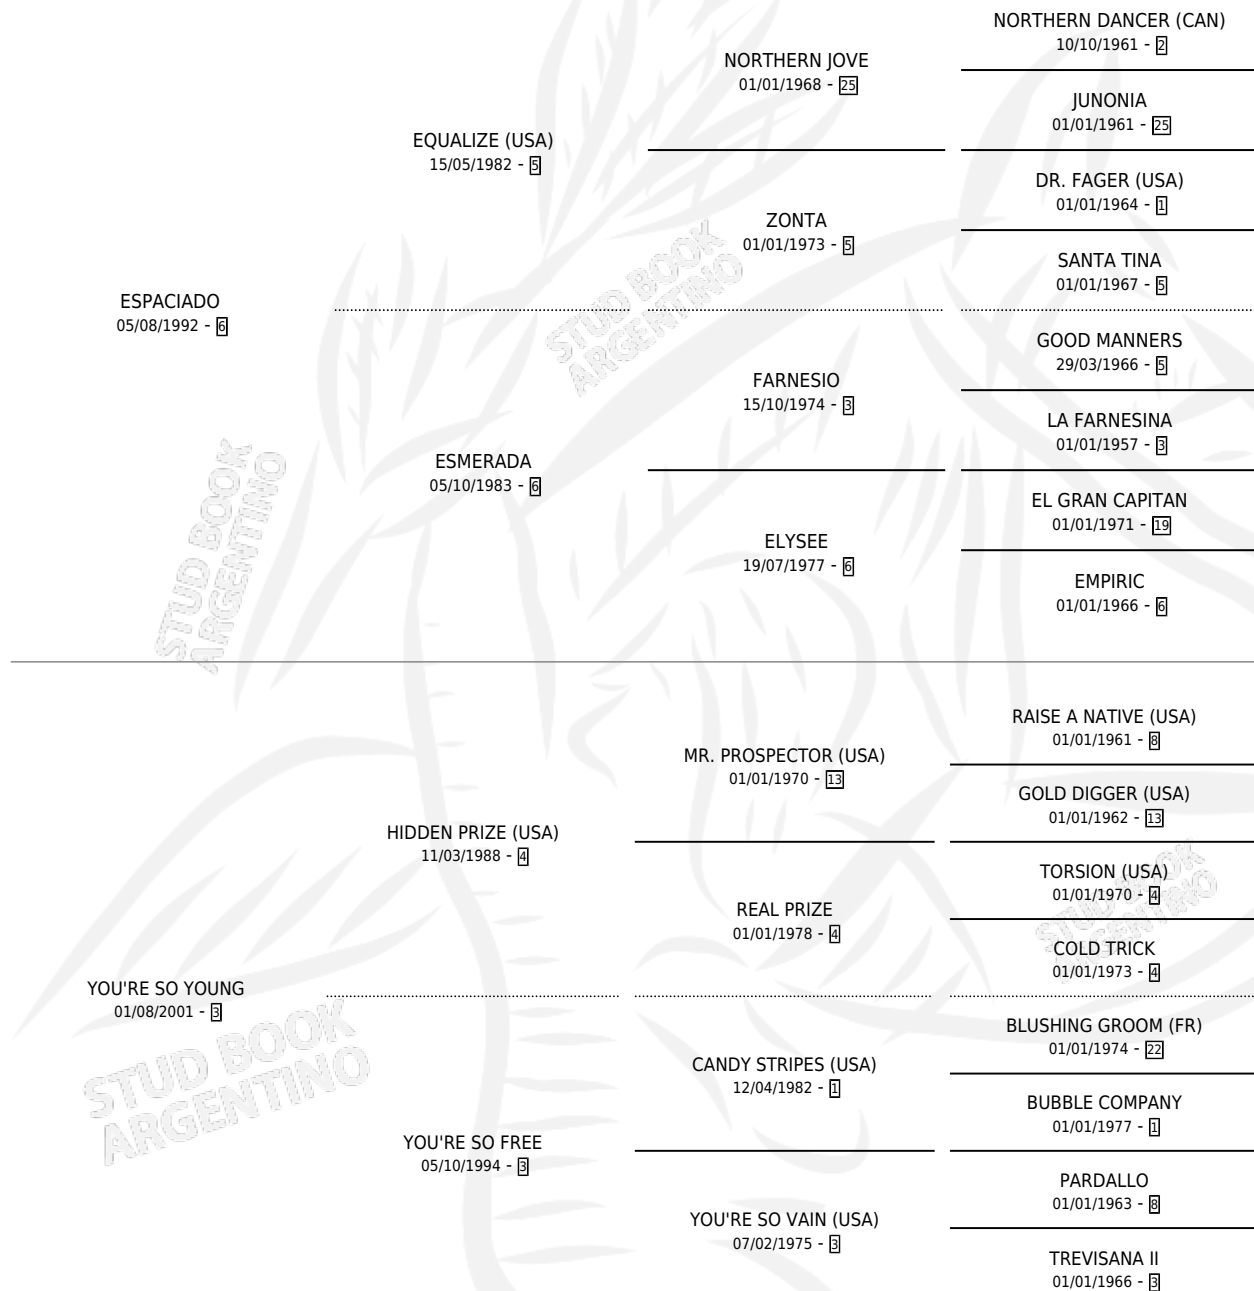 NORTHERN DANCER (CAN)
10/10/1961 - 2
NORTHERN JOVE
01/01/1968 - 25
JUNONIA
01/01/1961 - 25
EQUALIZE (USA)
15/05/1982 - 5
DR. FAGER (USA)
01/01/1964 - 1
ZONTA
01/01/1973 - 5
SANTA TINA
01/01/1967 - 5
ESPACIADO
05/08/1992 - 6
GOOD MANNERS
29/03/1966 - 5
FARNESIO
15/10/1974 - 3
LA FARNESINA
01/01/1957 - 3
ESMERADA
05/10/1983 - 6
EL GRAN CAPITAN
01/01/1971 - 19
ELYSEE
19/07/1977 - 6
EMPIRIC
01/01/1966 - 6
RAISE A NATIVE (USA)
01/01/1961 - 8
MR. PROSPECTOR (USA)
01/01/1970 - 13
GOLD DIGGER (USA)
01/01/1962 - 13
HIDDEN PRIZE (USA)
11/03/1988 - 4
TORSION (USA)
01/01/1970 - 4
REAL PRIZE
01/01/1978 - 4
COLD TRICK
01/01/1973 - 4
YOU'RE SO YOUNG
01/08/2001 - 3
BLUSHING GROOM (FR)
01/01/1974 - 22
CANDY STRIPES (USA)
12/04/1982 - 1
BUBBLE COMPANY
01/01/1977 - 1
YOU'RE SO FREE
05/10/1994 - 3
PARDALLO
01/01/1963 - 8
YOU'RE SO VAIN (USA)
07/02/1975 - 3
TREVISANA II
01/01/1966 - 3
STUD BOOK
ARGENTINO
STUD BOOK
ARGENTINO
STUD BOOK
ARGENTINO
STUD BOOK
ARGENTINO